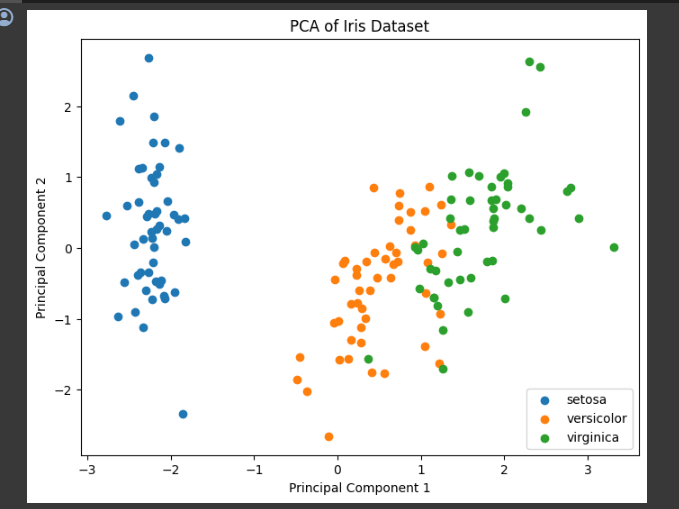 PCA of Iris Dataset
Principal Component 2
2
1
0
−1
−2
−3
−2
−1
0
1
2
3
Principal Component 1
setosa
versicolor
virginica